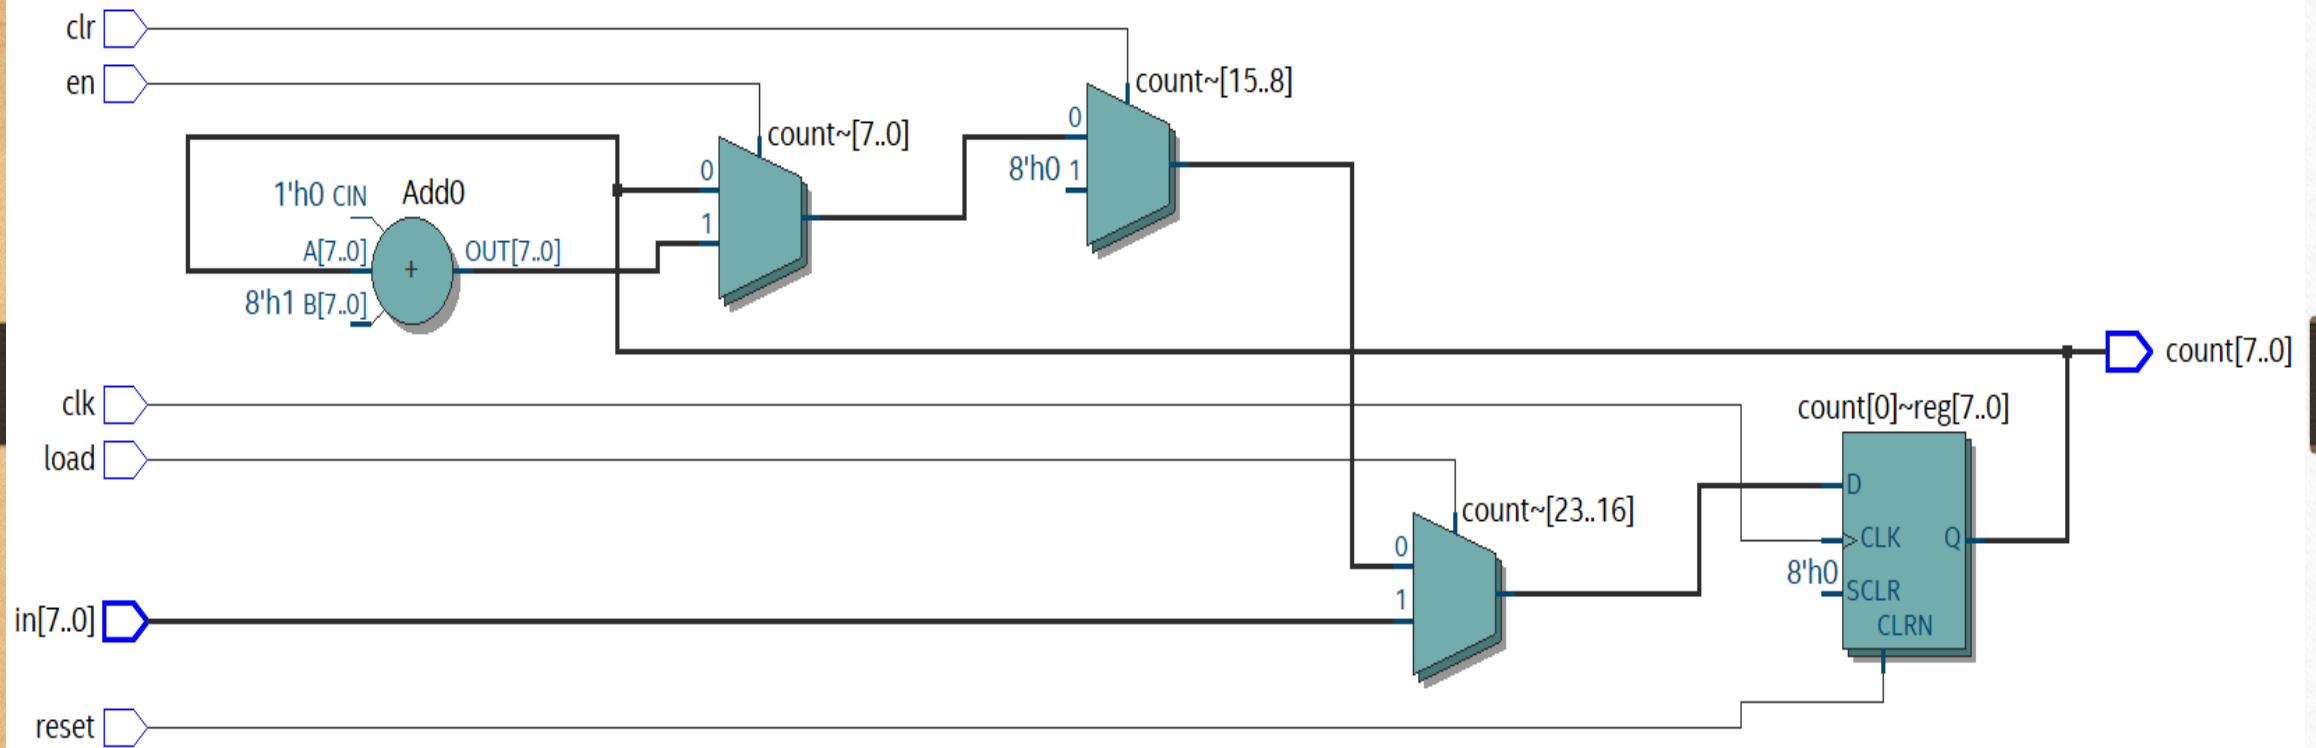 clr
en
count~[15..8]
0
8'h0 1
count~[7..0]
0
1
1'h0 CIN
Add0
A[7..0]
+
OUT[7..0]
8'h1 B[7..0]
count[7..0]
clk
load
count[0]~reg[7..0]
D
CLK
Q
8'h0
SCLR
CLRN
count~[23..16]
0
1
in[7..0]
reset